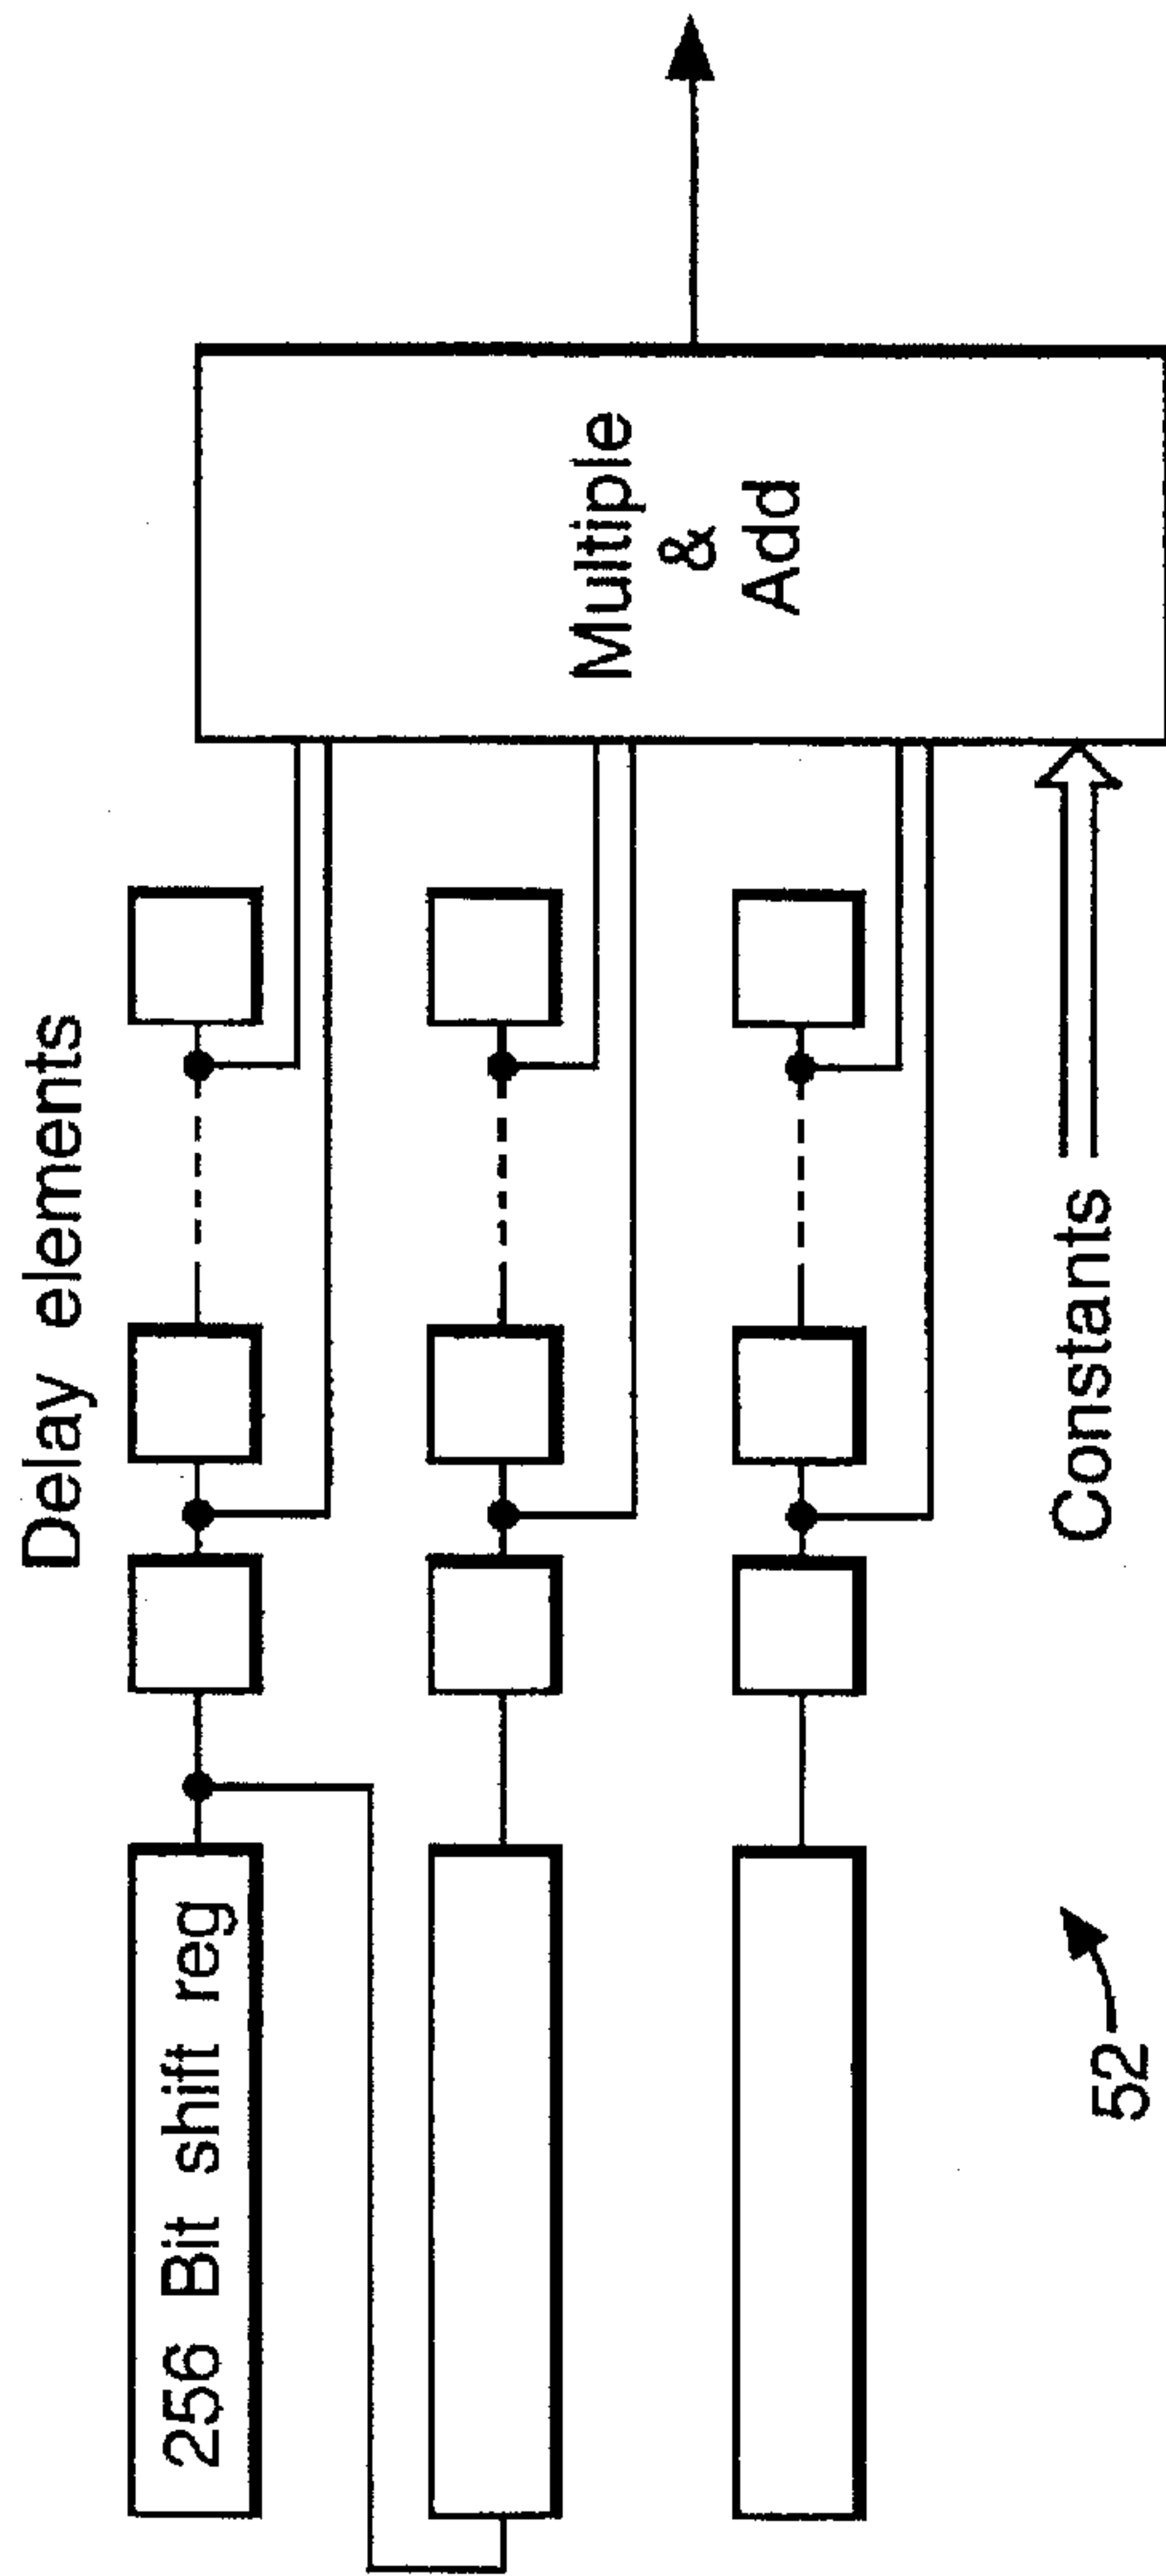 Delay elements
256 Bit shift reg
Multiple
&
Add
Constants
52